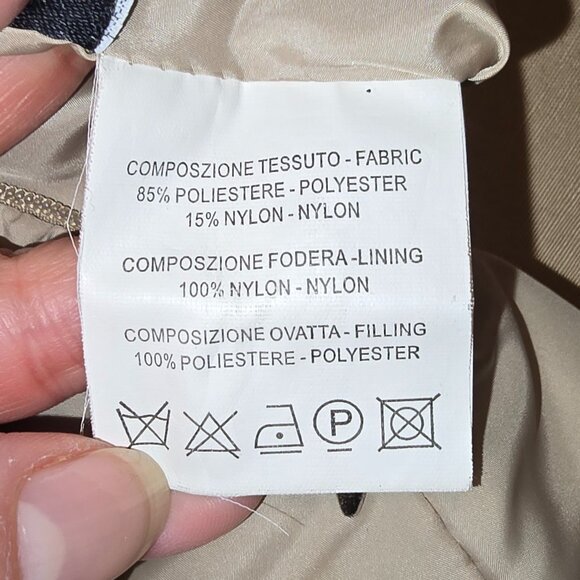 COMPOSZIONE TESSUTO - FABRIC
85% POLIESTERE - POLYESTER
15% NYLON - NYLON
COMPOSZIONE FODERA - LINING
100% NYLON - NYLON
COMPOSIZIONE OVATTA - FILLING
100% POLIESTERE - POLYESTER
P